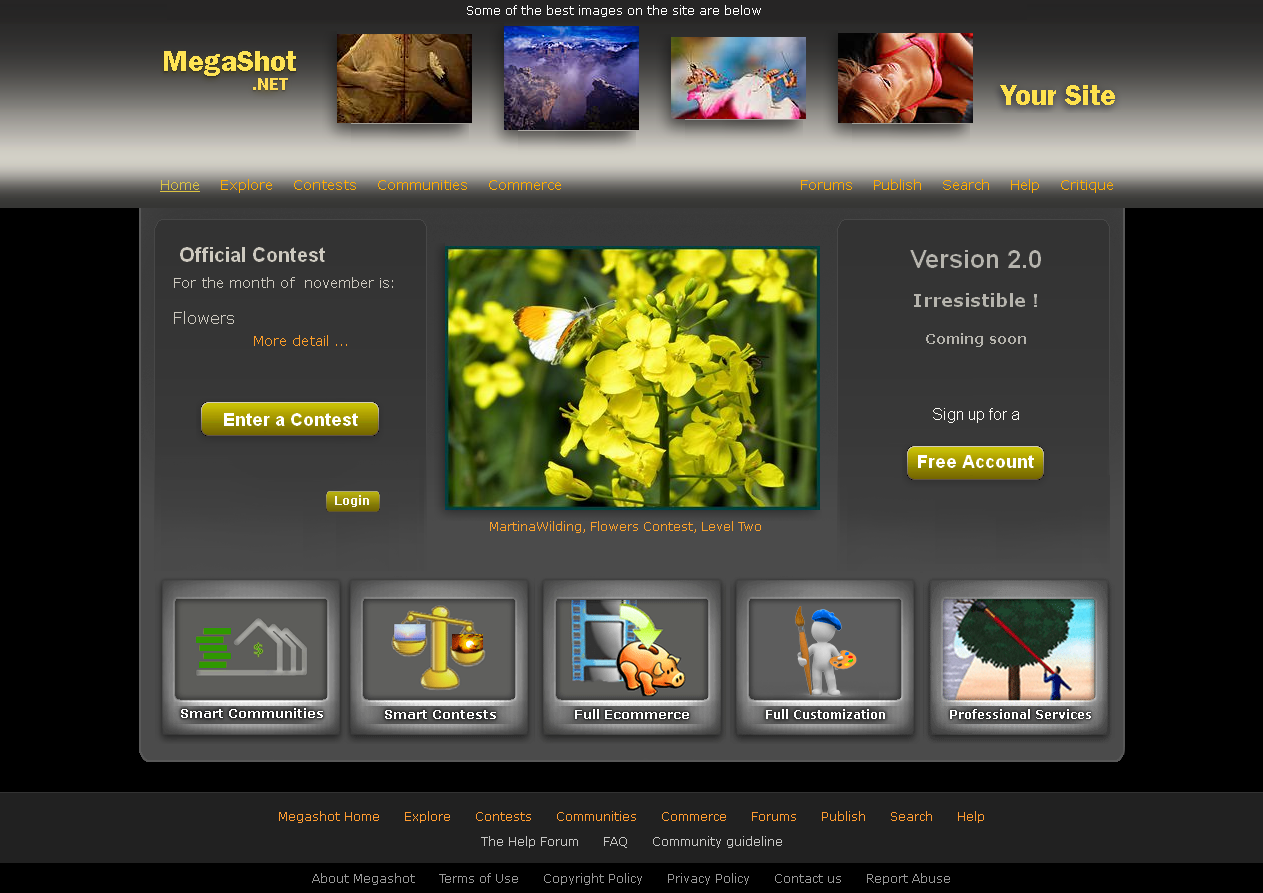 Some of the best images on the site are below
MegaShot
.NET
Your Site
Home Explore Contests Communities Commerce Forums Publish Search Help Critique
Official Contest
For the month of november is:
Flowers
More detail ...
Enter a Contest
Login
MartinaWilding, Flowers Contest, Level Two
Version 2.0
Irresistible !
Coming soon
Sign up for a
Free Account
$
Smart Communities
Smart Contests
Full Ecommerce
Full Customization
Professional Services
Megashot Home Explore Contests Communities Commerce Forums Publish Search Help
The Help Forum FAQ Community guideline
About Megashot Terms of Use Copyright Policy Privacy Policy Contact us Report Abuse